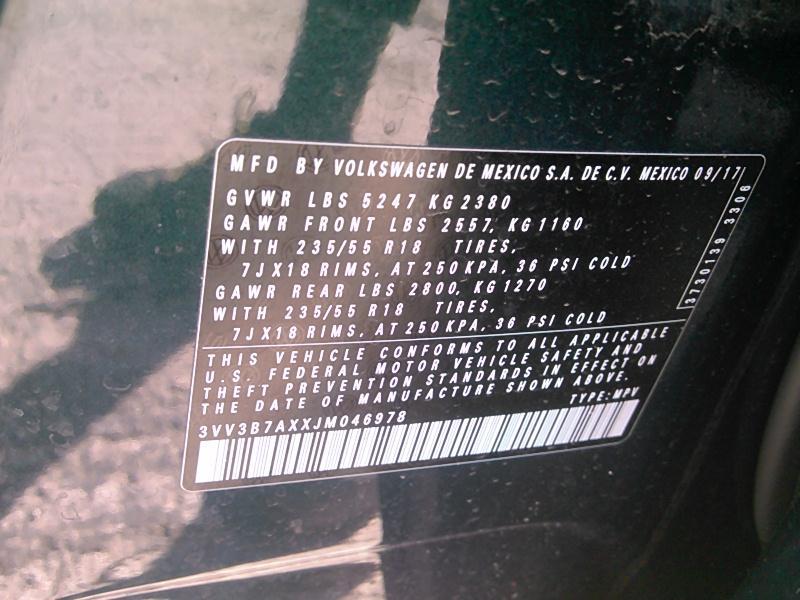 MFD BY VOLKSWAGEN DE MEXICO S.A. DE C.V. MEXICO 09/17
GVWR LBS 5247 KG 2380
GAWR FRONT LBS 2557, KG 1160
WITH 235/55 R18 TIRES,
7JX18 RIMS, AT 250 KPA, 36 PSI COLD
GAWR REAR LBS 2800, KG 1270
WITH 235/55 R18 TIRES,
7JX18 RIMS, AT 250 KPA, 36 PSI COLD
3730139 3306
THIS VEHICLE CONFORMS TO ALL APPLICABLE
U.S. FEDERAL MOTOR VEHICLE SAFETY AND
THEFT PREVENTION STANDARDS IN EFFECT ON
THE DATE OF MANUFACTURE SHOWN ABOVE.
TYPE: MPV
3VV3B7AXXJM046978